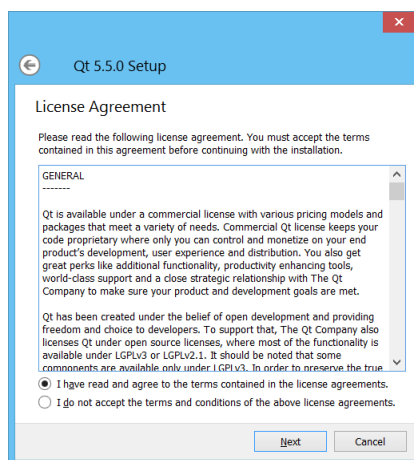 Qt 5.5.0 Setup
License Agreement
Please read the following license agreement. You must accept the terms
contained in this agreement before continuing with the installation.
GENERAL
-------
Qt is available under a commercial license with various pricing models and
packages that meet a variety of needs. Commercial Qt license keeps your
code proprietary where only you can control and monetize on your end
product's development, user experience and distribution. You also get
great perks like additional functionality, productivity enhancing tools,
world-class support and a close strategic relationship with The Qt
Company to make sure your product and development goals are met.
Qt has been created under the belief of open development and providing
freedom and choice to developers. To support that, The Qt Company also
licenses Qt under open source licenses, where most of the functionality is
available under LGPLv3 or LGPLv2.1. It should be noted that some
components are available only under LGPLv3. In order to preserve the true
I have read and agree to the terms contained in the license agreements.
I do not accept the terms and conditions of the above license agreements.
Next Cancel